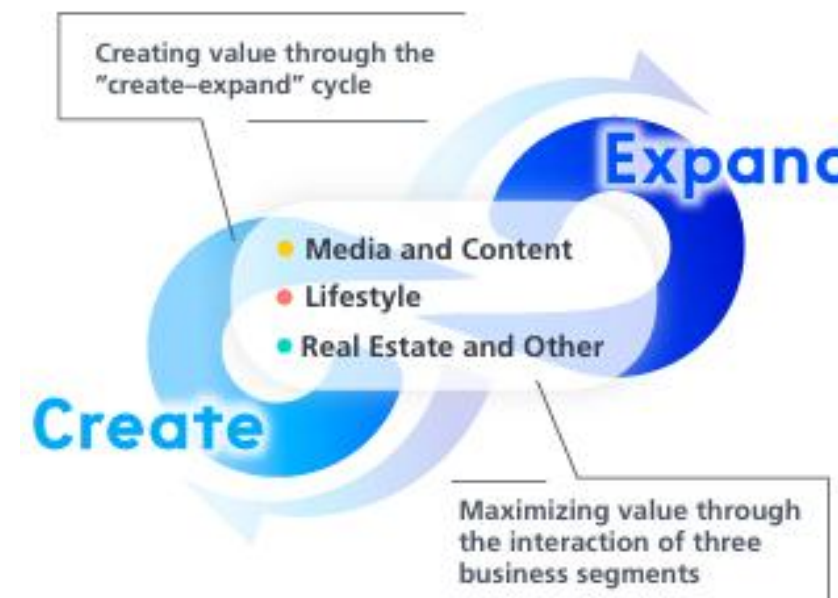 Creating value through the
"create–expand" cycle
Expand
Media and Content
Lifestyle
Real Estate and Other
Create
Maximizing value through
the interaction of three
business segments